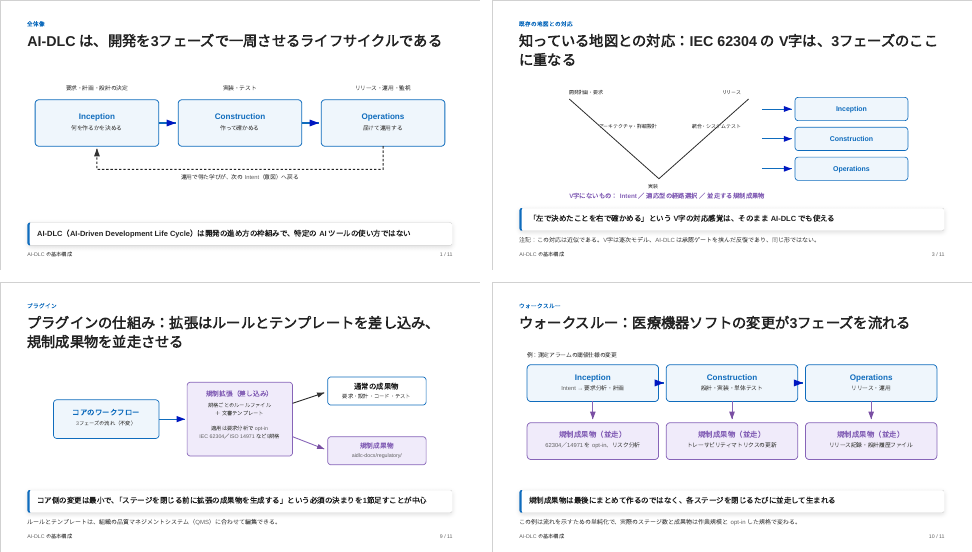 全体像
AI-DLC は、開発を3フェーズで一周させるライフサイクルである
要求・計画・設計の決定
実装・テスト
リリース・運用・監視
Inception
何を作るかを決める
Construction
作って確かめる
Operations
届けて運用する
運用で得た学びが、次の Intent（意図）へ戻る
AI-DLC（AI-Driven Development Life Cycle）は開発の進め方の枠組みで、特定の AI ツールの使い方ではない
AI-DLC の基本構成
1 / 11
既存の地図との対応
知っている地図との対応：IEC 62304 の V字は、3フェーズのここ
に重なる
開発計画・要求
リリース
アーキテクチャ・詳細設計
統合・システムテスト
実装
Inception
Construction
Operations
V字にないもの： Intent ／ 適応型の経路選択 ／ 並走する規制成果物
「左で決めたことを右で確かめる」という V字の対応感覚は、そのまま AI-DLC でも使える
注記：この対応は近似である。V字は逐次モデル、AI-DLC は承認ゲートを挟んだ反復であり、同じ形ではない。
AI-DLC の基本構成
3 / 11
プラグイン
プラグインの仕組み：拡張はルールとテンプレートを差し込み、
規制成果物を並走させる
コアのワークフロー
3フェーズの流れ（不変）
規制拡張（差し込み）
規格ごとのルールファイル
＋ 文書テンプレート
適用は要求分析で opt-in
IEC 62304／ISO 14971 など8規格
通常の成果物
要求・設計・コード・テスト
規制成果物
aidlc-docs/regulatory/
コア側の変更は最小で、「ステージを閉じる前に拡張の成果物を生成する」という必須の決まりを1箇足すことが中心
ルールとテンプレートは、組織の品質マネジメントシステム（QMS）に合わせて編集できる。
AI-DLC の基本構成
9 / 11
ウォークスルー
ウォークスルー：医療機器ソフトの変更が3フェーズを流れる
例：測定アラームの閾値仕様の変更
Inception
Intent → 要求分析・計画
Construction
設計・実装・単体テスト
Operations
リリース・運用
規制成果物（並走）
62304／14971 を opt-in、リスク分析
規制成果物（並走）
トレーサビリティマトリクスの更新
規制成果物（並走）
リリース記録・設計履歴ファイル
規制成果物は最後にまとめて作るのではなく、各ステージを閉じるたびに並走して生まれる
この例は流れを示すための単純化で、実際のステージ数と成果物は作業規模と opt-in した規格で変わる。
AI-DLC の基本構成
10 / 11